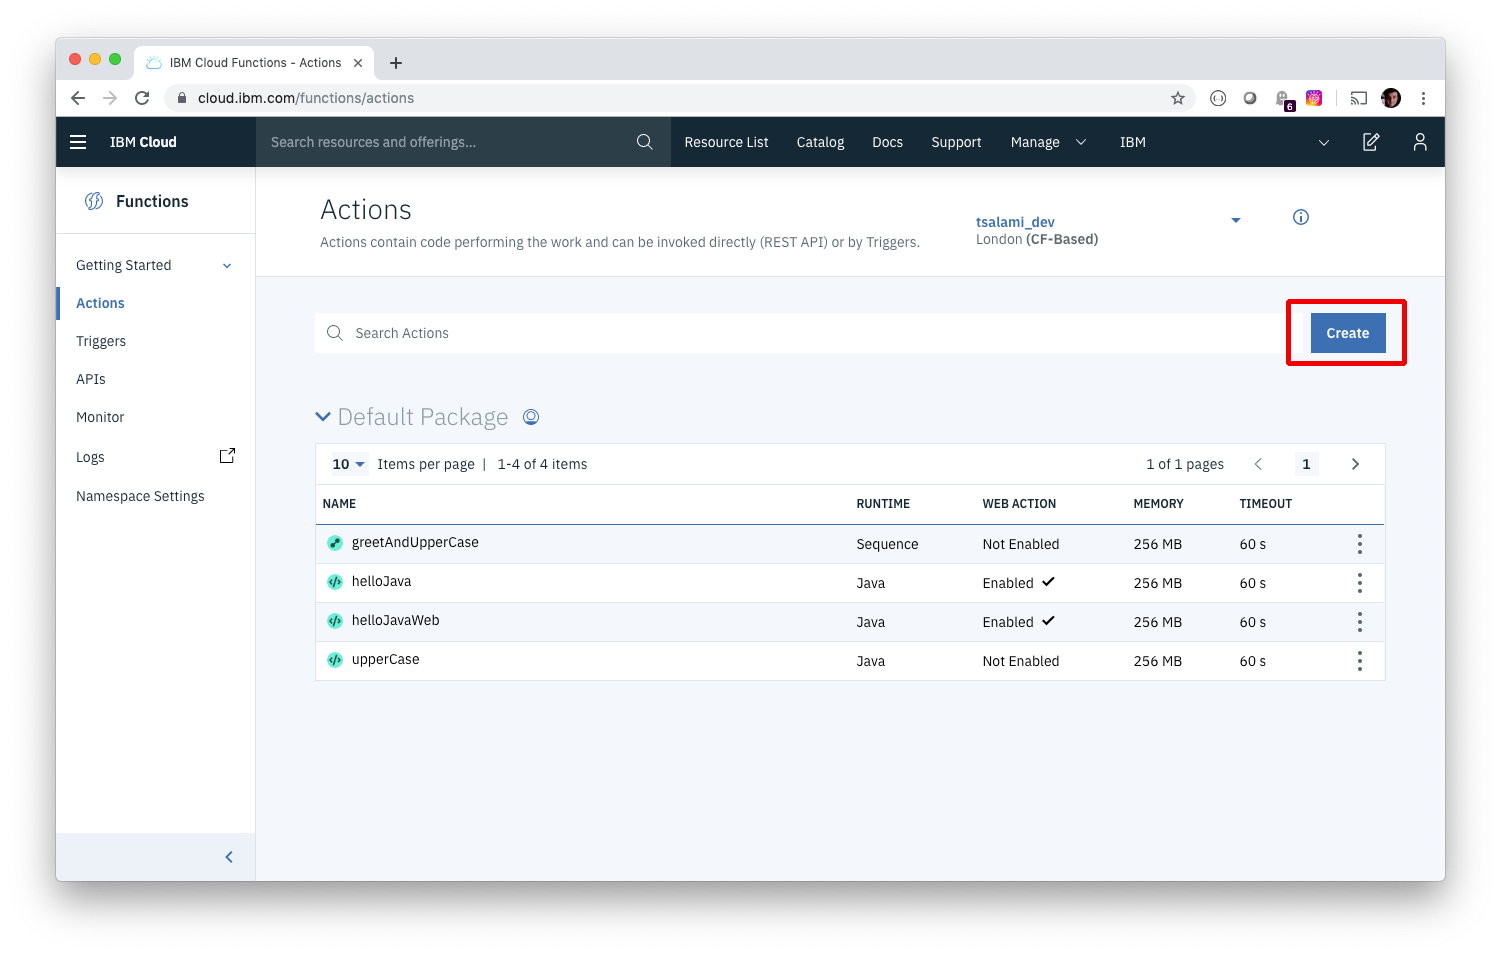 IBM Cloud Functions - Actions
cloud.ibm.com/functions/actions
6
IBM Cloud
Search resources and offerings...
Resource List
Catalog
Docs
Support
Manage
IBM
Functions
Getting Started
Actions
Triggers
APIs
Monitor
Logs
Namespace Settings
Actions
Actions contain code performing the work and can be invoked directly (REST API) or by Triggers.
tsalami_dev
London (CF-Based)
Search Actions
Create
Default Package
10 Items per page | 1-4 of 4 items 1 of 1 pages 1
NAME RUNTIME WEB ACTION MEMORY TIMEOUT
greetAndUpperCase Sequence Not Enabled 256 MB 60 s
helloJava Java Enabled 256 MB 60 s
helloJavaWeb Java Enabled 256 MB 60 s
upperCase Java Not Enabled 256 MB 60 s